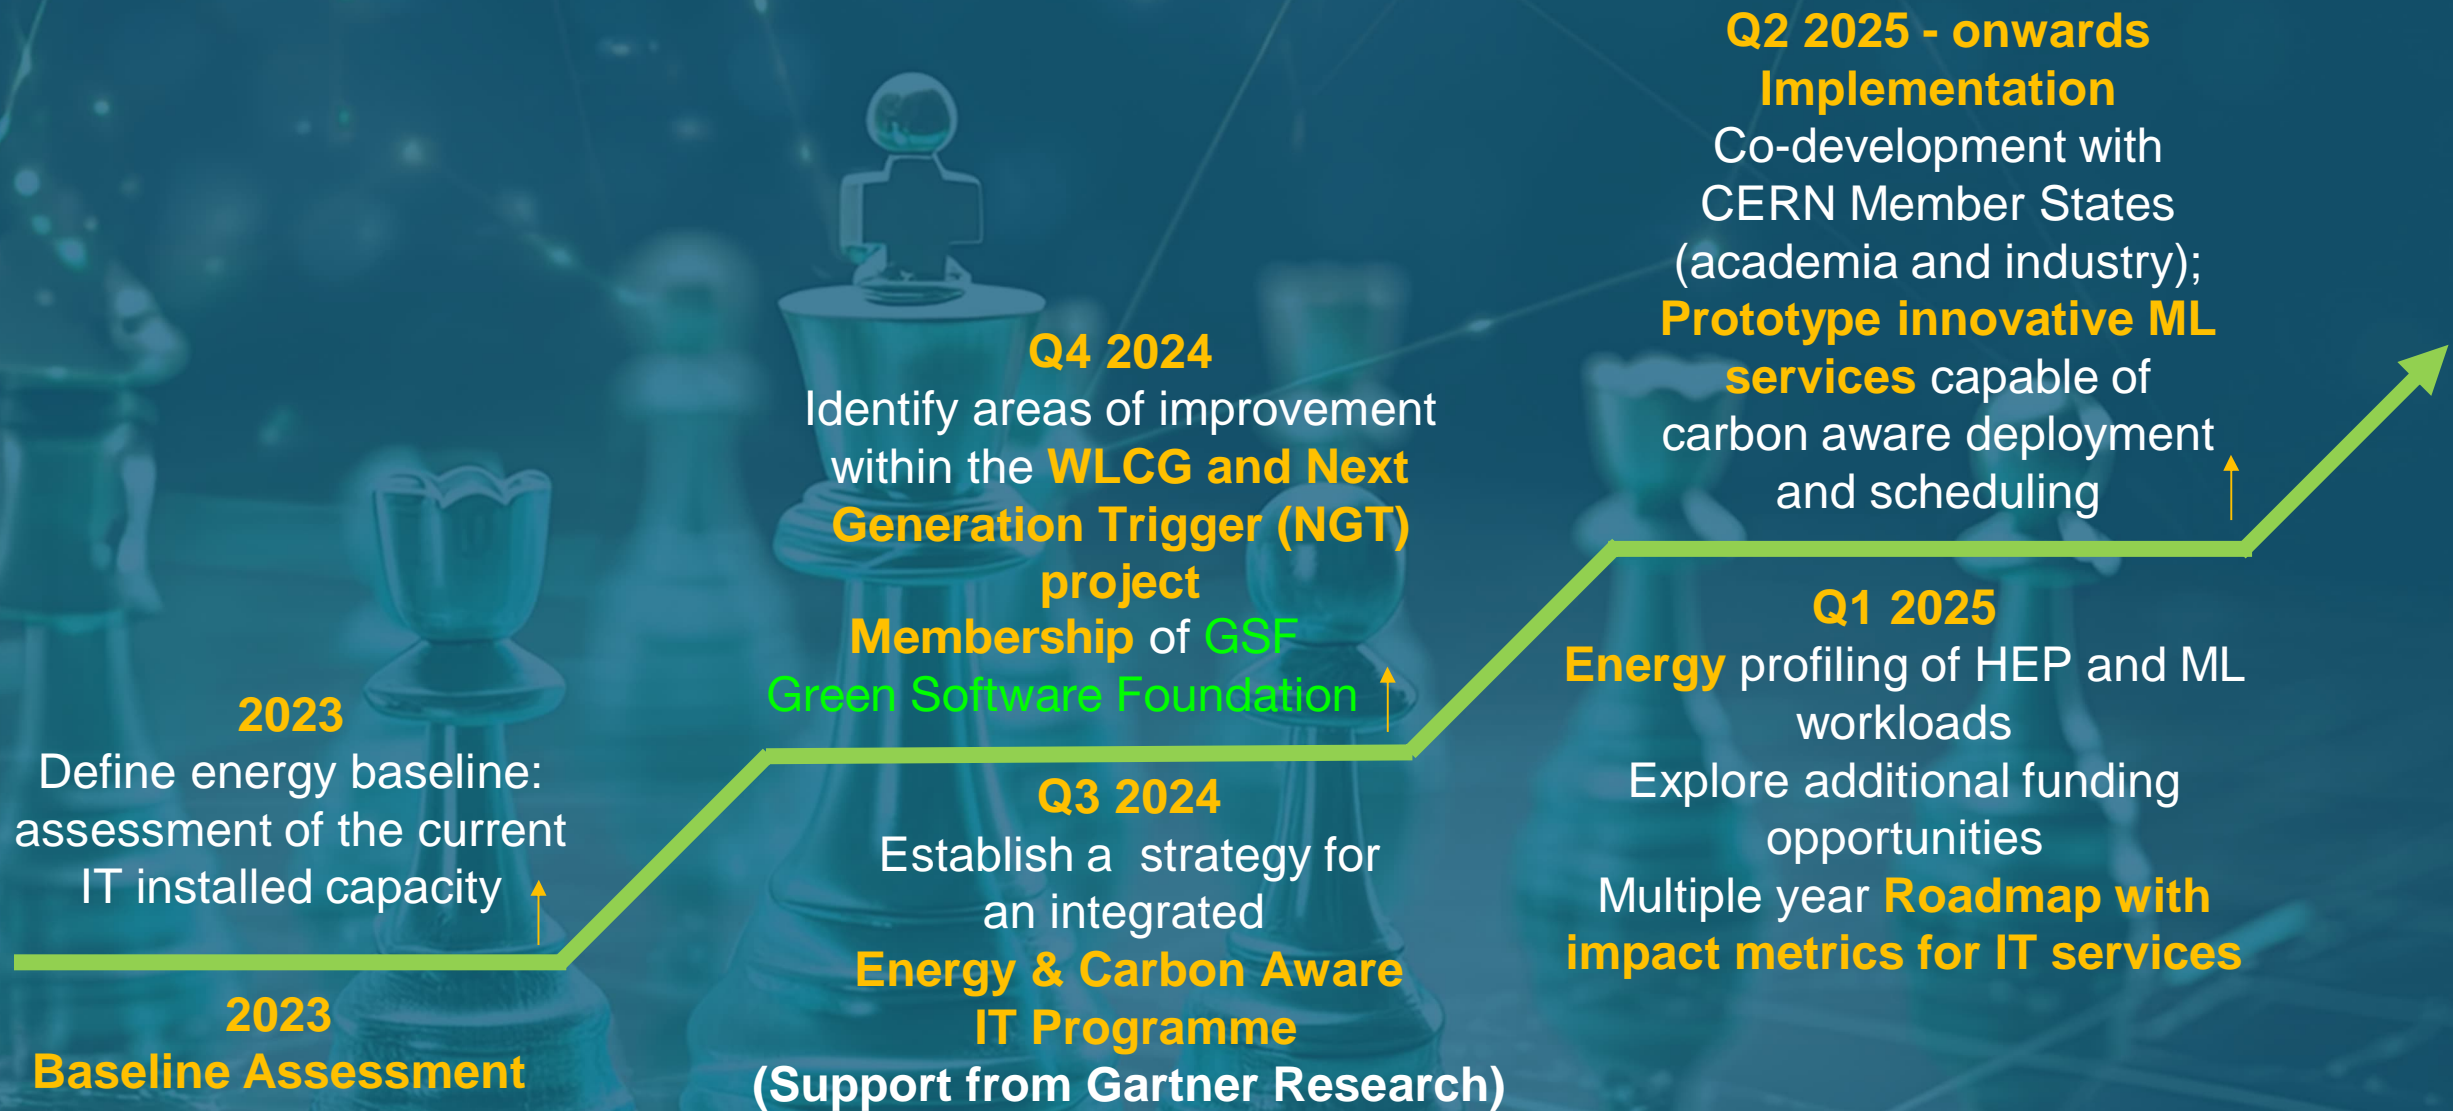 2023
Define energy baseline:
assessment of the current
IT installed capacity
2023
Baseline Assessment
Q4 2024
Identify areas of improvement
within the WLCG and Next
Generation Trigger (NGT)
project
Membership of GSF
Green Software Foundation
Q3 2024
Establish a  strategy for
an integrated
Energy & Carbon Aware
IT Programme
(Support from Gartner Research)
Q2 2025 - onwards
Implementation
Co-development with
CERN Member States
(academia and industry);
Prototype innovative ML
services capable of
carbon aware deployment
and scheduling
Q1 2025
Energy profiling of HEP and ML
workloads
Explore additional funding
opportunities
Multiple year Roadmap with
impact metrics for IT services